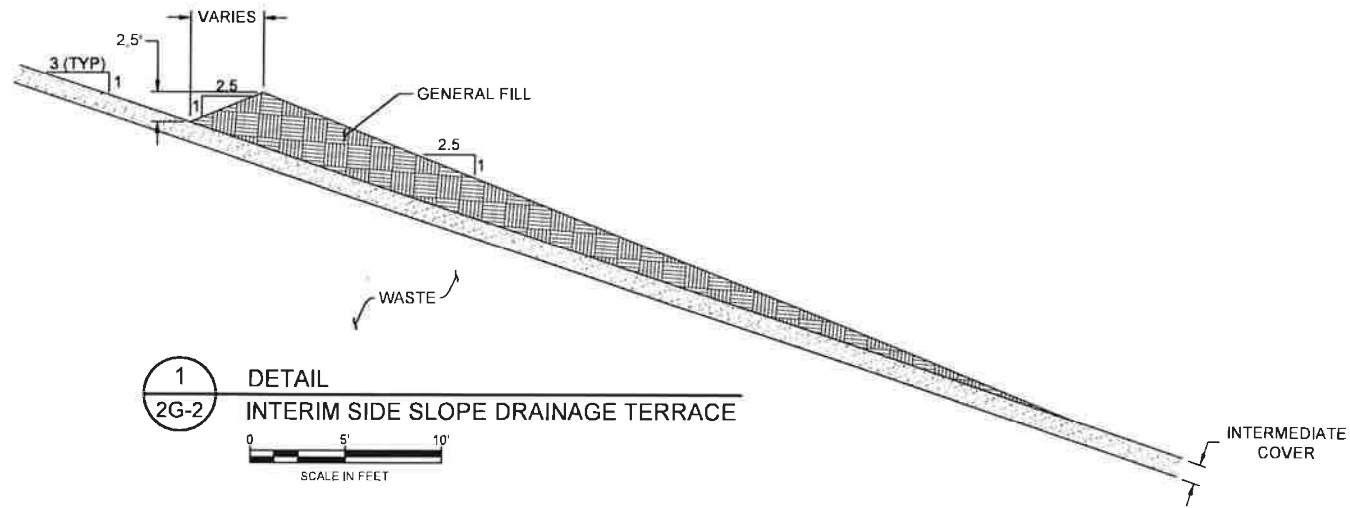 VARIES
2.5'
3 (TYP)
1
2.5
1
GENERAL FILL
2.5
1
WASTE
1
DETAIL
2G-2
INTERIM SIDE SLOPE DRAINAGE TERRACE
0 5' 10'
SCALE IN FEET
INTERMEDIATE
COVER